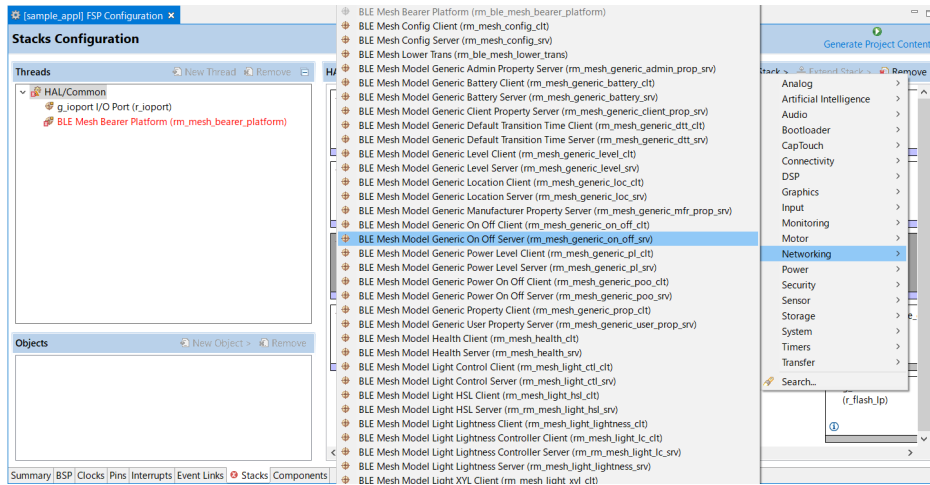 [sample_appl] FSP Configuration
Stacks Configuration
Generate Project Content
Threads
New Thread
Remove
HAL/Common
g_ioport I/O Port (r_ioport)
BLE Mesh Bearer Platform (rm_mesh_bearer_platform)
Objects
New Object >
Remove
Stack >
Extend Stack >
Remove
BLE Mesh Bearer Platform (rm_ble_mesh_bearer_platform)
BLE Mesh Config Client (rm_mesh_config_clt)
BLE Mesh Config Server (rm_mesh_config_srv)
BLE Mesh Lower Trans (rm_ble_mesh_lower_trans)
BLE Mesh Model Generic Admin Property Server (rm_mesh_generic_admin_prop_srv)
BLE Mesh Model Generic Battery Client (rm_mesh_generic_battery_clt)
BLE Mesh Model Generic Battery Server (rm_mesh_generic_battery_srv)
BLE Mesh Model Generic Client Property Server (rm_mesh_generic_client_prop_srv)
BLE Mesh Model Generic Default Transition Time Client (rm_mesh_generic_dtt_clt)
BLE Mesh Model Generic Default Transition Time Server (rm_mesh_generic_dtt_srv)
BLE Mesh Model Generic Level Client (rm_mesh_generic_level_clt)
BLE Mesh Model Generic Level Server (rm_mesh_generic_level_srv)
BLE Mesh Model Generic Location Client (rm_mesh_generic_loc_clt)
BLE Mesh Model Generic Location Server (rm_mesh_generic_loc_srv)
BLE Mesh Model Generic Manufacturer Property Server (rm_mesh_generic_mfr_prop_srv)
BLE Mesh Model Generic On Off Client (rm_mesh_generic_on_off_clt)
BLE Mesh Model Generic On Off Server (rm_mesh_generic_on_off_srv)
BLE Mesh Model Generic Power Level Client (rm_mesh_generic_pl_clt)
BLE Mesh Model Generic Power Level Server (rm_mesh_generic_pl_srv)
BLE Mesh Model Generic Power On Off Client (rm_mesh_generic_poo_clt)
BLE Mesh Model Generic Power On Off Server (rm_mesh_generic_poo_srv)
BLE Mesh Model Generic Property Client (rm_mesh_generic_prop_clt)
BLE Mesh Model Generic User Property Server (rm_mesh_generic_user_prop_srv)
BLE Mesh Model Health Client (rm_mesh_health_clt)
BLE Mesh Model Health Server (rm_mesh_health_srv)
BLE Mesh Model Light Control Client (rm_mesh_light_ctl_clt)
BLE Mesh Model Light Control Server (rm_mesh_light_ctl_srv)
BLE Mesh Model Light HSL Client (rm_mesh_light_hsl_clt)
BLE Mesh Model Light HSL Server (rm_rm_mesh_light_hsl_srv)
BLE Mesh Model Light Lightness Client (rm_mesh_light_lightness_clt)
BLE Mesh Model Light Lightness Controller Client (rm_mesh_light_lc_clt)
BLE Mesh Model Light Lightness Controller Server (rm_rm_mesh_light_lc_srv)
BLE Mesh Model Light Lightness Server (rm_mesh_light_lightness_srv)
BLE Mesh Model Light XYL Client (rm_mesh_light_xyl_clt)
Analog
Artificial Intelligence
Audio
Bootloader
CapTouch
Connectivity
DSP
Graphics
Input
Monitoring
Motor
Networking
Power
Security
Sensor
Storage
System
Timers
Transfer
Search...
(r_flash_lp)
Summary BSP Clocks Pins Interrupts Event Links Stacks Components